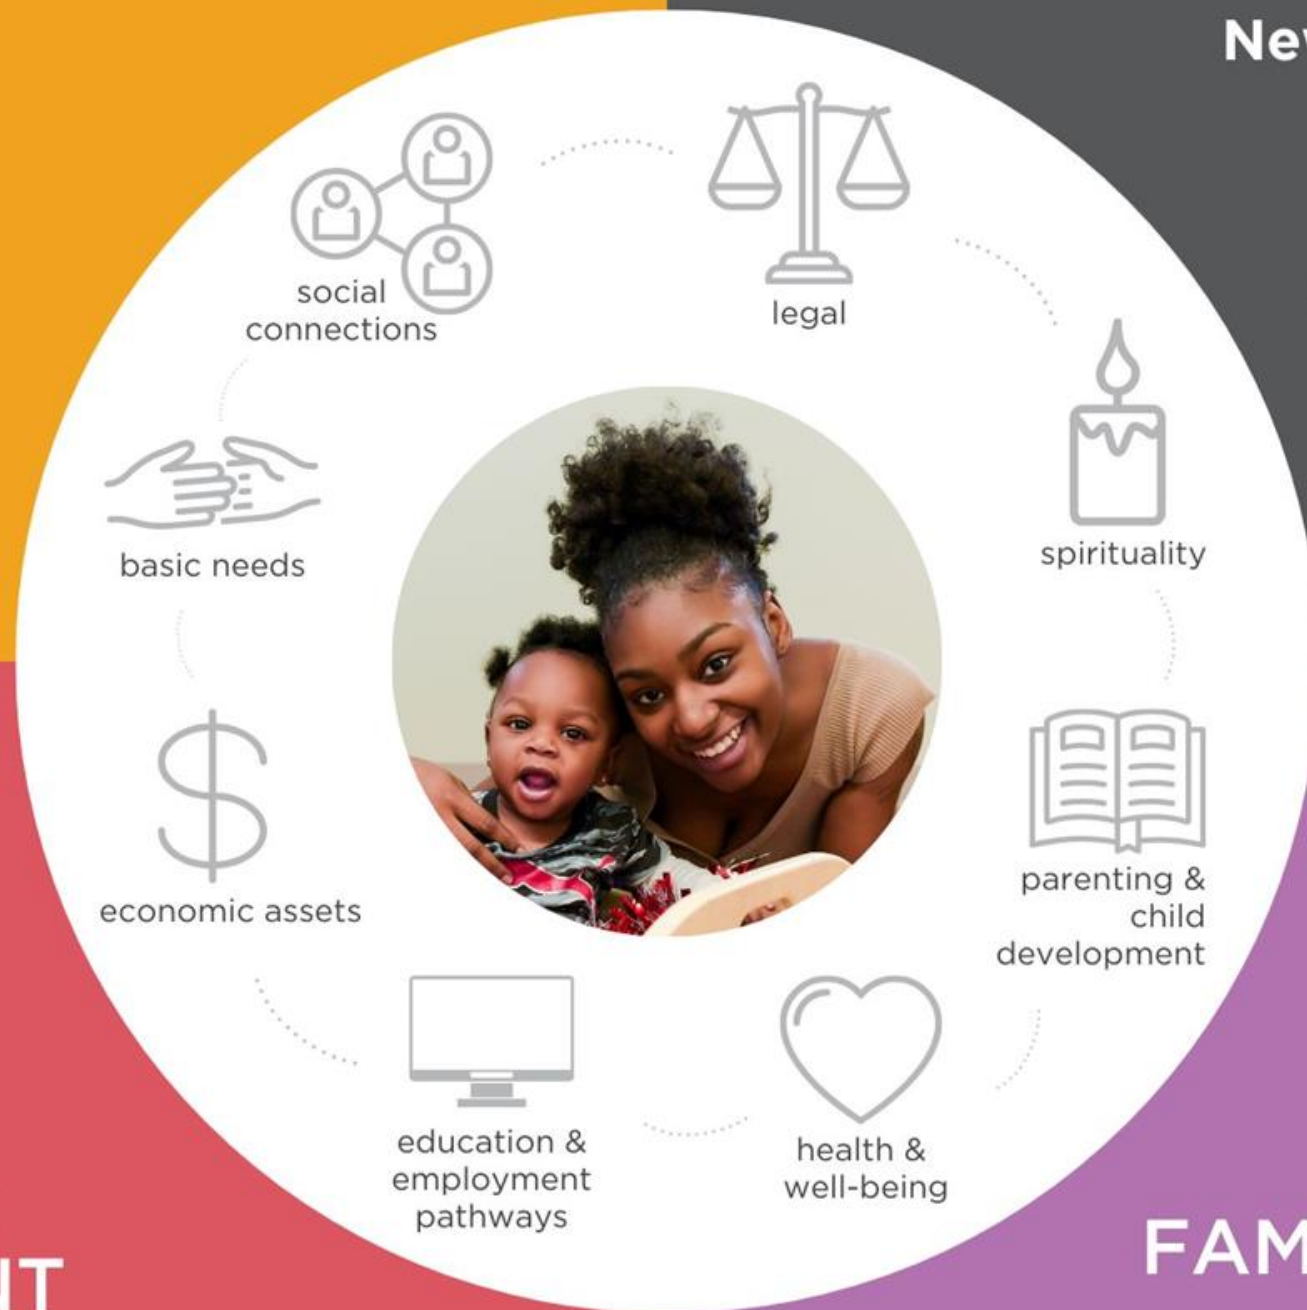 social
connections
legal
basic needs
spirituality
economic assets
parenting &
child
development
education &
employment
pathways
health &
well-being